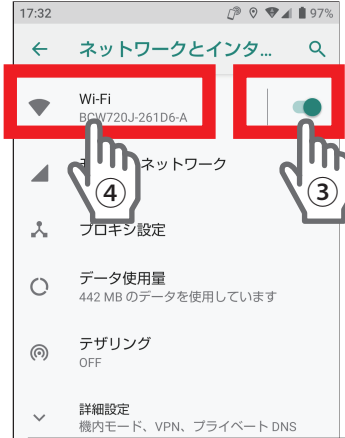 17:32
97%
ネットワークとインタ...
Wi-Fi
BCW720J-261D6-A
ネットワーク
④
③
プロキシ設定
データ使用量
442 MB のデータを使用しています
テザリング
OFF
詳細設定
機内モード、VPN、プライベート DNS